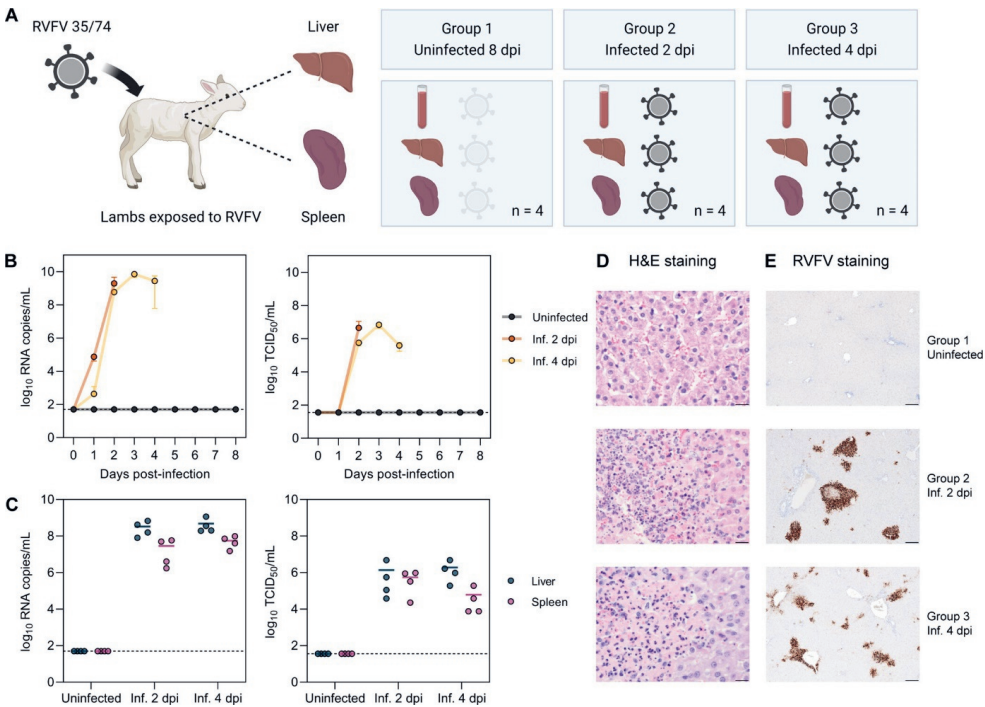 A
RVFV 35/74
Liver
Lambs exposed to RVFV
Spleen
Group 1
Uninfected 8 dpi
Group 2
Infected 2 dpi
Group 3
Infected 4 dpi
n = 4
n = 4
n = 4
B
log10 RNA copies/mL
10
8
6
4
2
0
0 1 2 3 4 5 6 7 8
Days post-infection
log10 TCID50/mL
10
8
6
4
2
0
0 1 2 3 4 5 6 7 8
Days post-infection
Uninfected
Inf. 2 dpi
Inf. 4 dpi
C
log10 RNA copies/mL
10
8
6
4
2
0
Uninfected Inf. 2 dpi Inf. 4 dpi
log10 TCID50/mL
10
8
6
4
2
0
Uninfected Inf. 2 dpi Inf. 4 dpi
Liver
Spleen
D H&E staining
E RVFV staining
Group 1
Uninfected
Group 2
Inf. 2 dpi
Group 3
Inf. 4 dpi